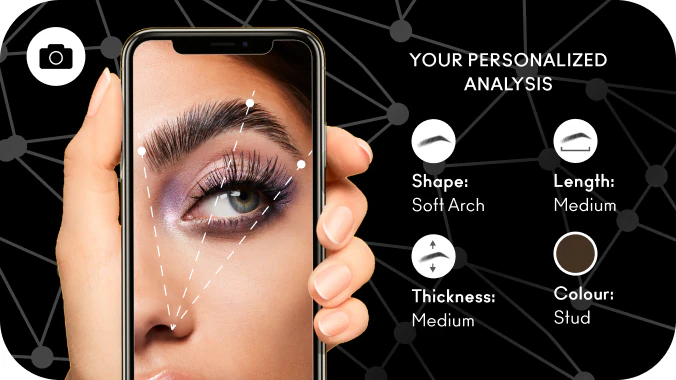 YOUR PERSONALIZED
ANALYSIS
Shape:
Soft Arch
Length:
Medium
Thickness:
Medium
Colour:
Stud